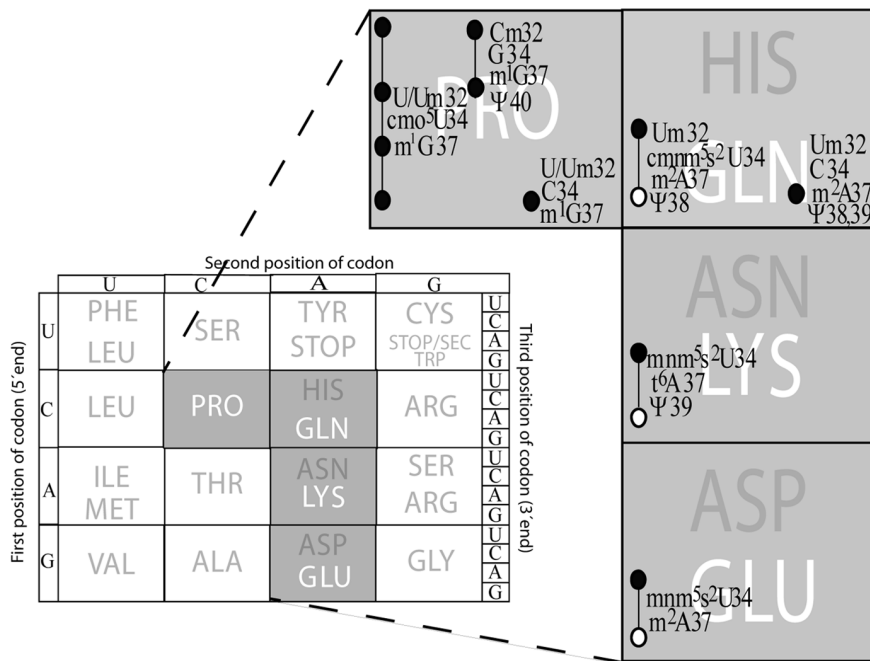 Cm32
G34
m¹G37
Ψ40
PRO
U/Um32
cmo⁵U34
m¹G37
U/Um32
C34
m¹G37
HIS
GLN
Um32
cmnm⁵s²U34
m²A37
Ψ38
Um32
C34
m²A37
Ψ38,39
ASN
LYS
mnm⁵s²U34
t⁶A37
Ψ39
ASP
GLU
mnm⁵s²U34
m²A37
Second position of codon
U C A G
First position of codon (5´end)
Third position of codon (3´end)
U
PHE
LEU
SER
TYR
STOP
CYS
STOP/SEC
TRP
U
C
A
G
C
LEU
PRO
HIS
GLN
ARG
U
C
A
G
A
ILE
MET
THR
ASN
LYS
SER
ARG
U
C
A
G
G
VAL
ALA
ASP
GLU
GLY
U
C
A
G